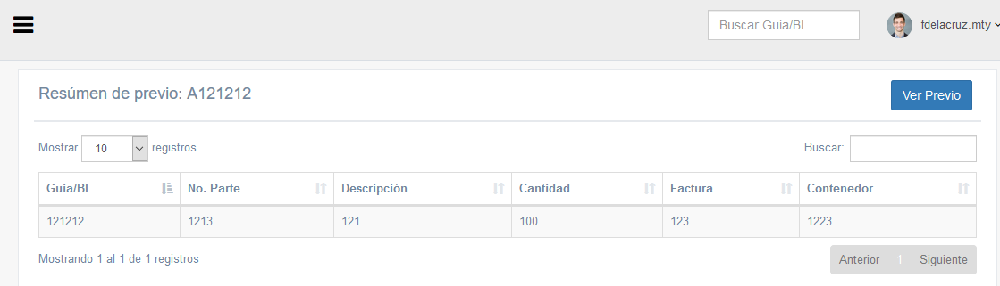 Buscar Guia/BL fdelacruz.mty
Resúmen de previo: A121212 Ver Previo
Mostrar 10 registros Buscar:
Guia/BL No. Parte Descripción Cantidad Factura Contenedor
121212 1213 121 100 123 1223
Mostrando 1 al 1 de 1 registros Anterior 1 Siguiente